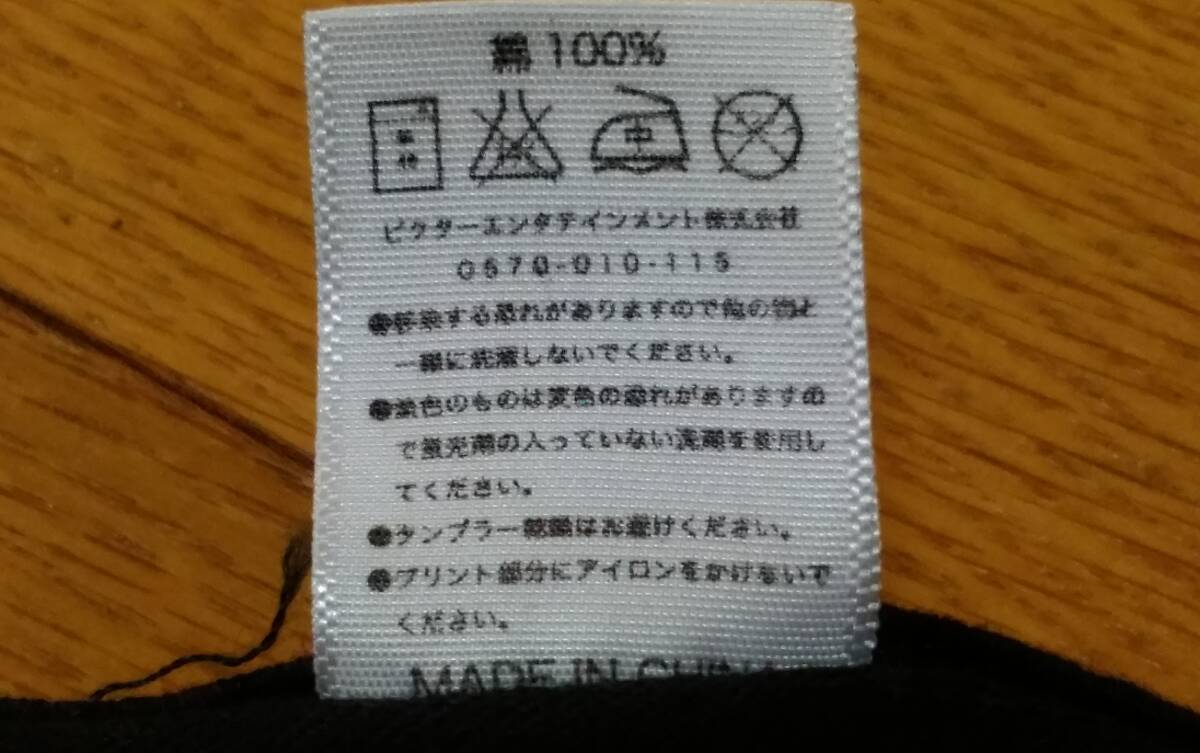 綿 100%
中
ビクターエンタテインメント株式会社
0570-010-115
●移染する恐れがありますので他の物と
一緒に洗濯しないでください。
●淡色のものは変色の恐れがありますの
で蛍光剤の入っていない洗剤を使用し
てください。
●タンブラー乾燥はお避けください。
●プリント部分にアイロンをかけないで
ください。
MADE IN CHINA